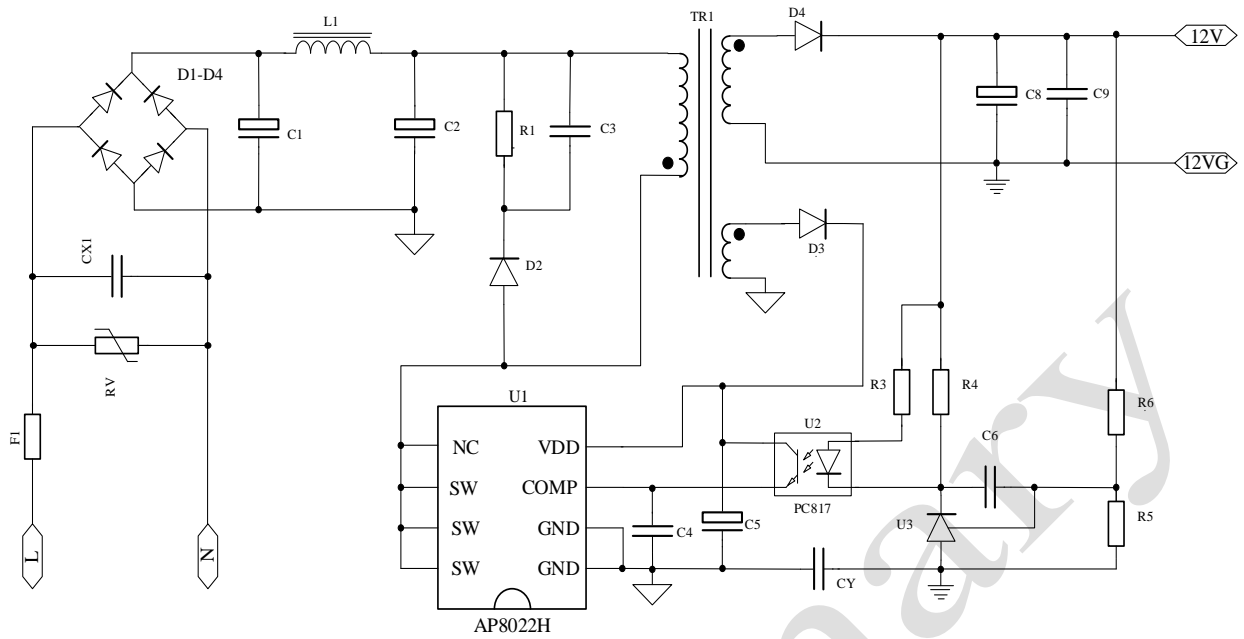 L1
TR1
D4
12V
D1-D4
C1
C2
R1
C3
C8
C9
12VG
CX1
D2
D3
RV
F1
U1
R3
R4
R6
U2
C6
NC
VDD
SW
COMP
SW
GND
SW
GND
PC817
C4
C5
U3
R5
CY
L
N
AP8022H